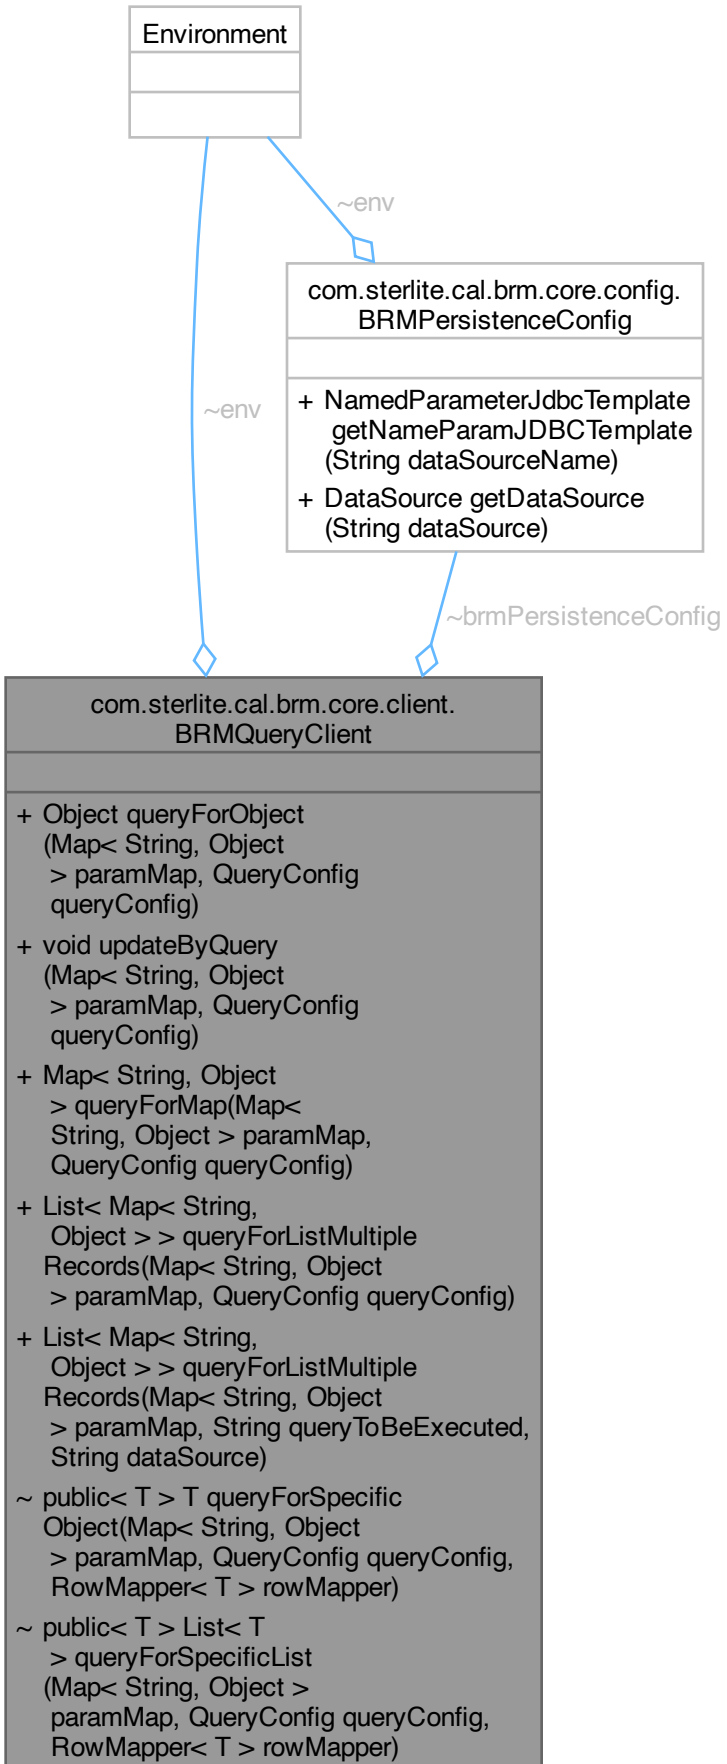 Environment
~env
com.sterlite.cal.brm.core.config.
BRMPersistenceConfig
+ NamedParameterJdbcTemplate
getNameParamJDBCTemplate
(String dataSourceName)
+ DataSource getDataSource
(String dataSource)
~env
~brmPersistenceConfig
com.sterlite.cal.brm.core.client.
BRMQueryClient
+ Object queryForObject
(Map< String, Object
> paramMap, QueryConfig
queryConfig)
+ void updateByQuery
(Map< String, Object
> paramMap, QueryConfig
queryConfig)
+ Map< String, Object
> queryForMap(Map<
String, Object > paramMap,
QueryConfig queryConfig)
+ List< Map< String,
Object > > queryForListMultiple
Records(Map< String, Object
> paramMap, QueryConfig queryConfig)
+ List< Map< String,
Object > > queryForListMultiple
Records(Map< String, Object
> paramMap, String queryToBeExecuted,
String dataSource)
~ public< T > T queryForSpecific
Object(Map< String, Object
> paramMap, QueryConfig queryConfig,
RowMapper< T > rowMapper)
~ public< T > List< T
> queryForSpecificList
(Map< String, Object >
paramMap, QueryConfig queryConfig,
RowMapper< T > rowMapper)